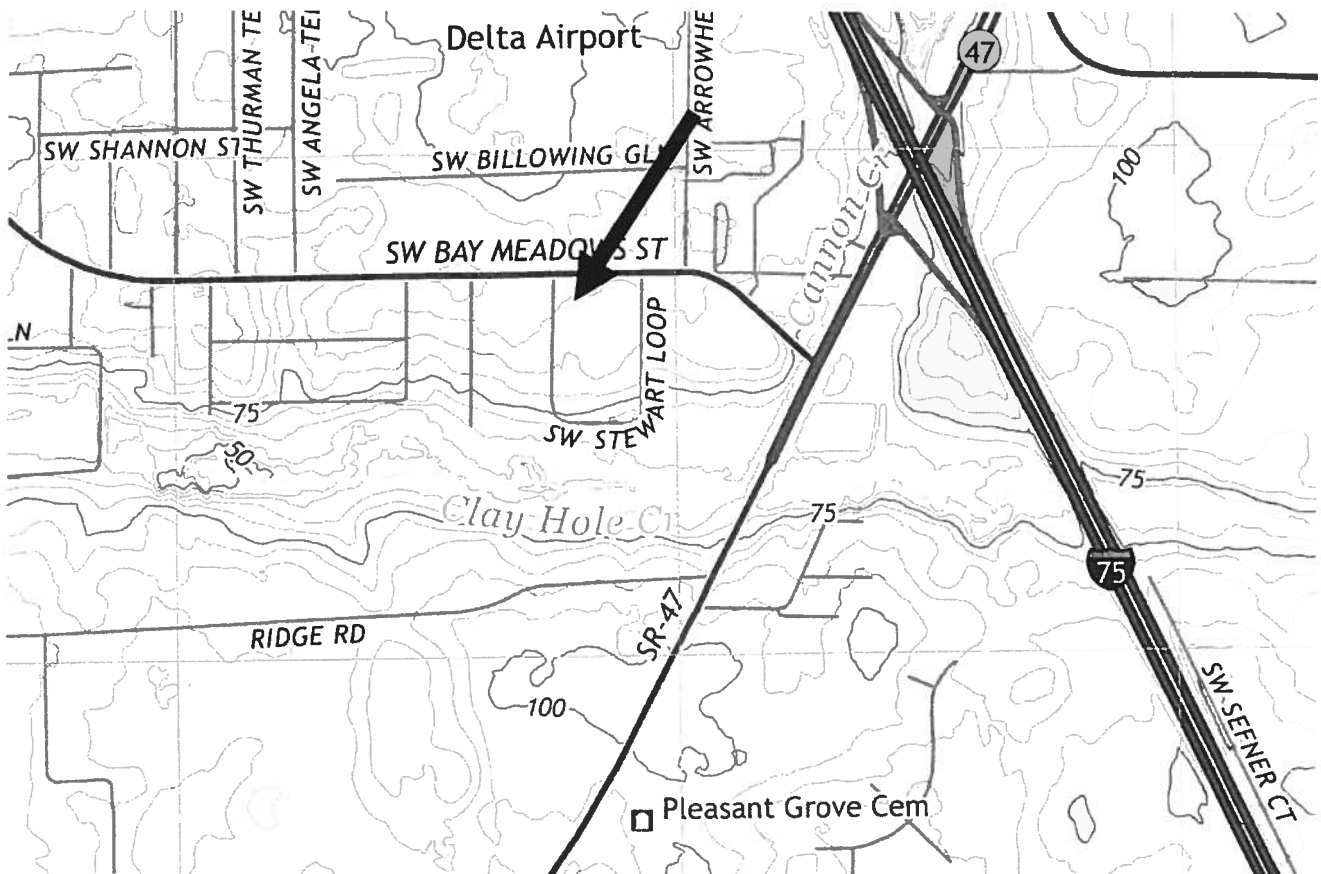 Delta Airport
47
SW THURMAN TE
SW ANGELA TE
SW ARROWHE
SW SHANNON ST
SW BILLOWING GL
100
SW BAY MEADOWS ST
Cannon Cr
LN
SW STEWART LOOP
75
50
75
Clay Hole Cr
75
75
RIDGE RD
SR-47
100
SW SEFNER CT
Pleasant Grove Cem